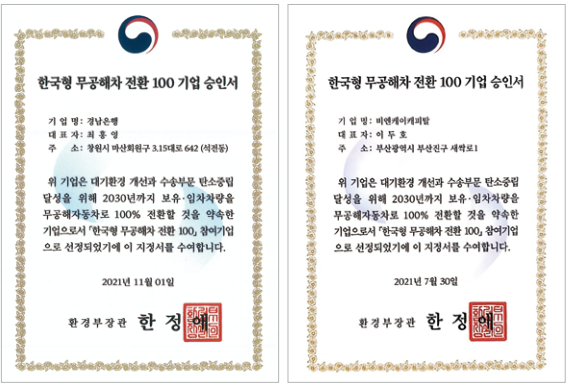 한국형 무공해차 전환 100 기업 승인서
기 업 명 : 경남은행
대 표 자 : 최 홍 영
주 소 : 창원시 마산회원구 3.15대로 642 (석전동)
위 기업은 대기환경 개선과 수송부문 탄소중립
달성을 위해 2030년까지 보유·임차차량을
무공해자동차로 100% 전환할 것을 약속한
기업으로서 「한국형 무공해차 전환 100」 참여기업
으로 선정되었기에 이 지정서를 수여합니다.
2021년 11월 01일
환경부장관 한 정 애
한국형 무공해차 전환 100 기업 승인서
기 업 명 : 비엔케이캐피탈
대 표 자 : 이 두 호
주 소 : 부산광역시 부산진구 새싹로1
위 기업은 대기환경 개선과 수송부문 탄소중립
달성을 위해 2030년까지 보유·임차차량을
무공해자동차로 100% 전환할 것을 약속한
기업으로서 「한국형 무공해차 전환 100」 참여기업
으로 선정되었기에 이 지정서를 수여합니다.
2021년 7월 30일
환경부장관 한 정 애